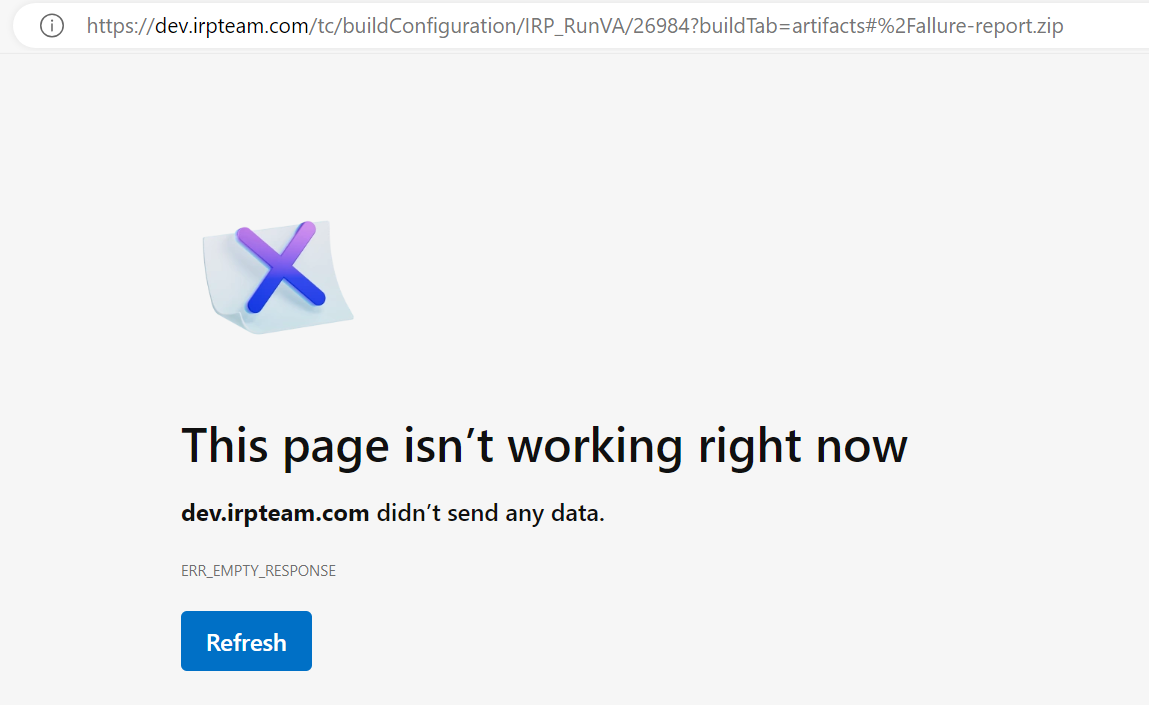 https://dev.irpteam.com/tc/buildConfiguration/IRP_RunVA/26984?buildTab=artifacts#%2Fallure-report.zip
This page isn’t working right now
dev.irpteam.com didn’t send any data.
ERR_EMPTY_RESPONSE
Refresh